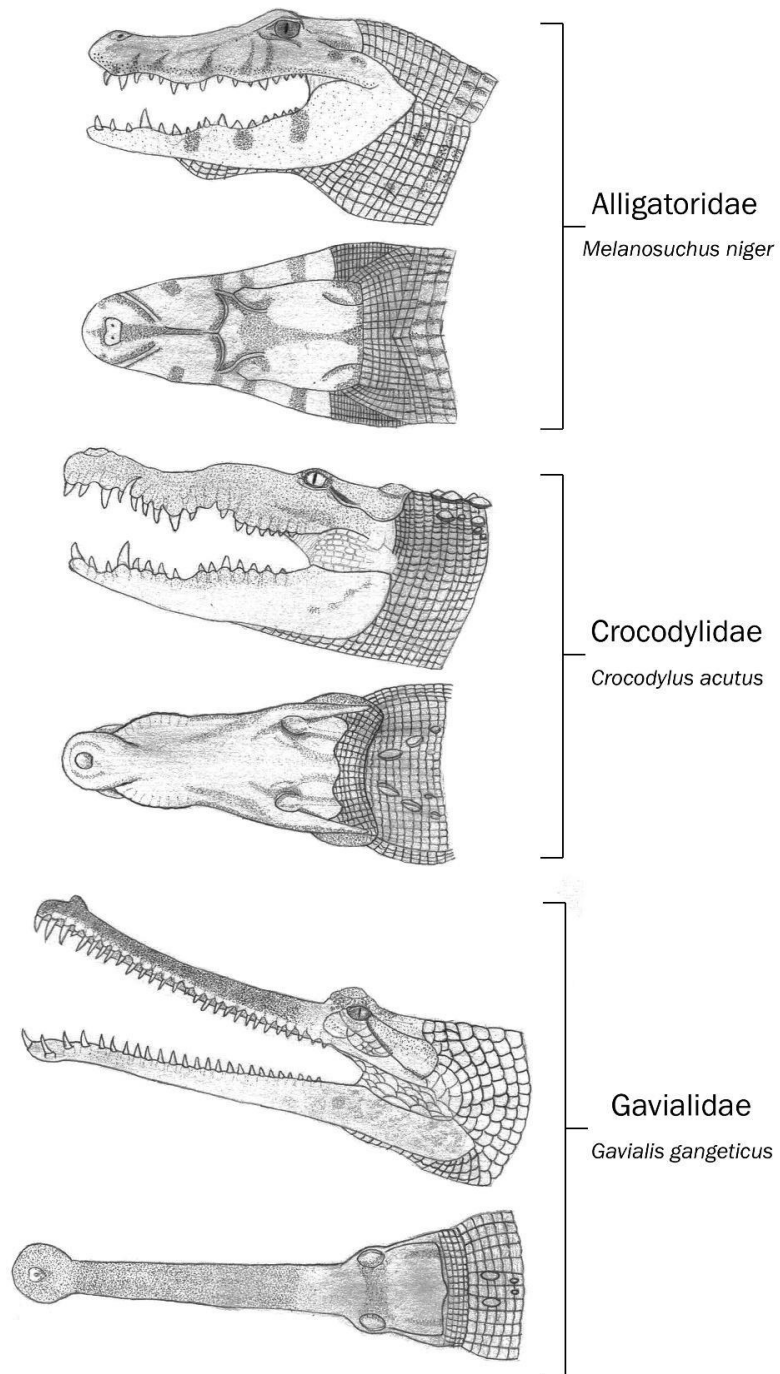 Alligatoridae
Melanosuchus niger
Crocodylidae
Crocodylus acutus
Gavialidae
Gavialis gangeticus